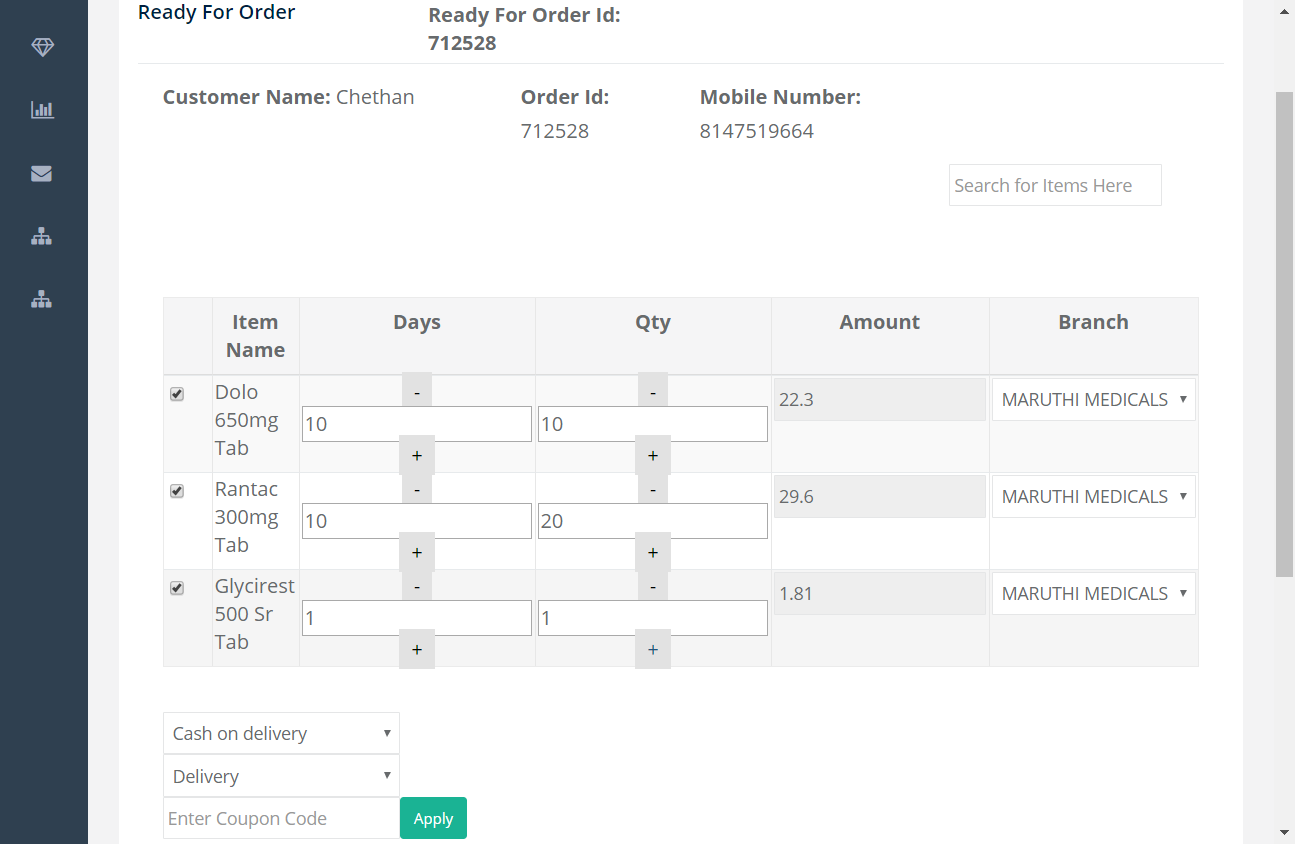 Ready For Order
Ready For Order Id:
712528
Customer Name: Chethan
Order Id:
Mobile Number:
712528
8147519664
Search for Items Here
Item Name
Days
Qty
Amount
Branch
Dolo
650mg
Tab
-
10
+
-
10
+
22.3
MARUTHI MEDICALS
Rantac
300mg
Tab
-
10
+
-
20
+
29.6
MARUTHI MEDICALS
Glycirest
500 Sr
Tab
-
1
+
-
1
+
1.81
MARUTHI MEDICALS
Cash on delivery
Delivery
Enter Coupon Code
Apply